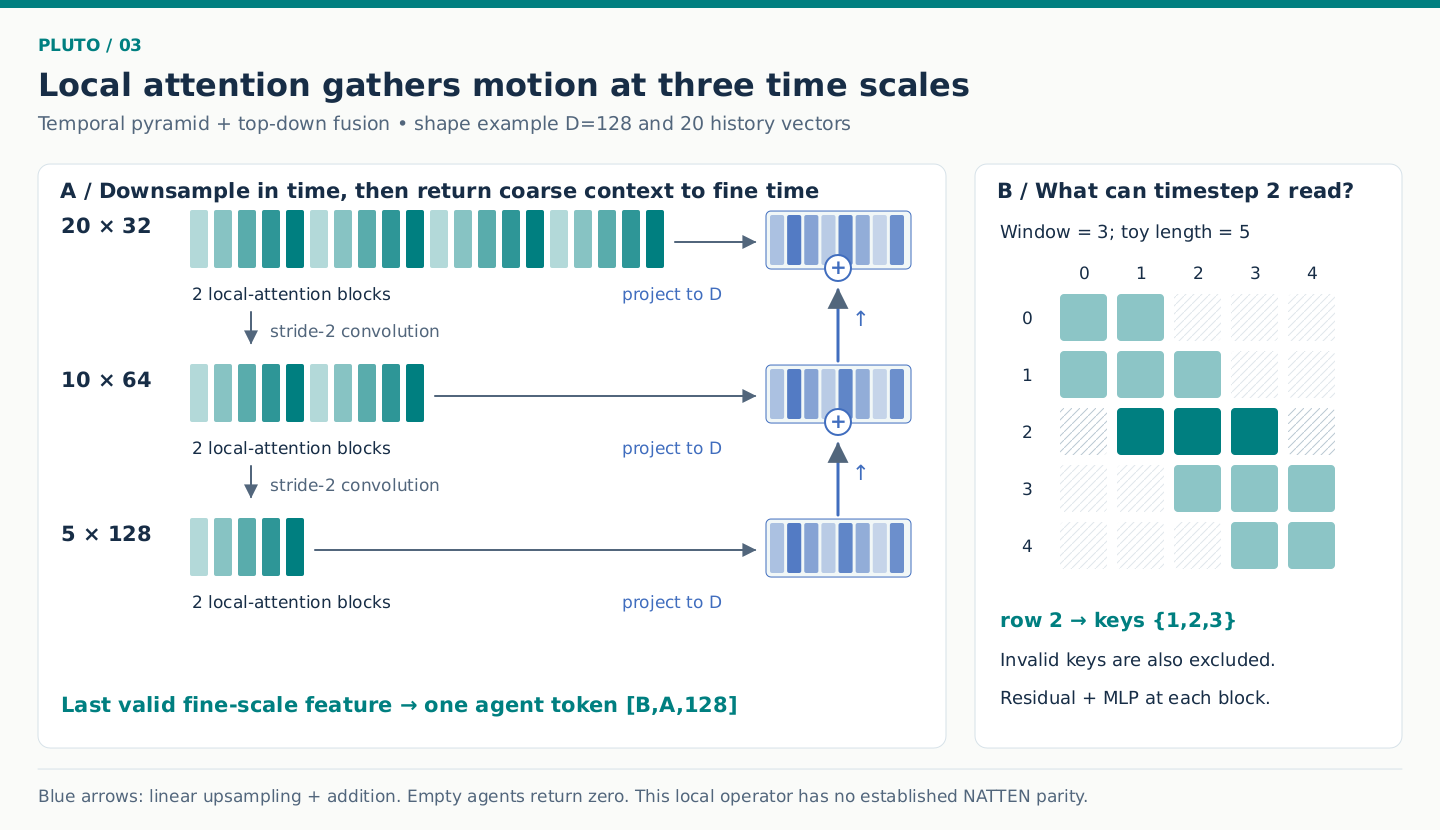 PLUTO / 03
Local attention gathers motion at three time scales
Temporal pyramid + top-down fusion • shape example D=128 and 20 history vectors
A / Downsample in time, then return coarse context to fine time
20 × 32
+
2 local-attention blocks
project to D
stride-2 convolution
↑
10 × 64
+
2 local-attention blocks
project to D
stride-2 convolution
↑
5 × 128
2 local-attention blocks
project to D
Last valid fine-scale feature → one agent token [B,A,128]
B / What can timestep 2 read?
Window = 3; toy length = 5
0 1 2 3 4
0
1
2
3
4
row 2 → keys {1,2,3}
Invalid keys are also excluded.
Residual + MLP at each block.
Blue arrows: linear upsampling + addition. Empty agents return zero. This local operator has no established NATTEN parity.